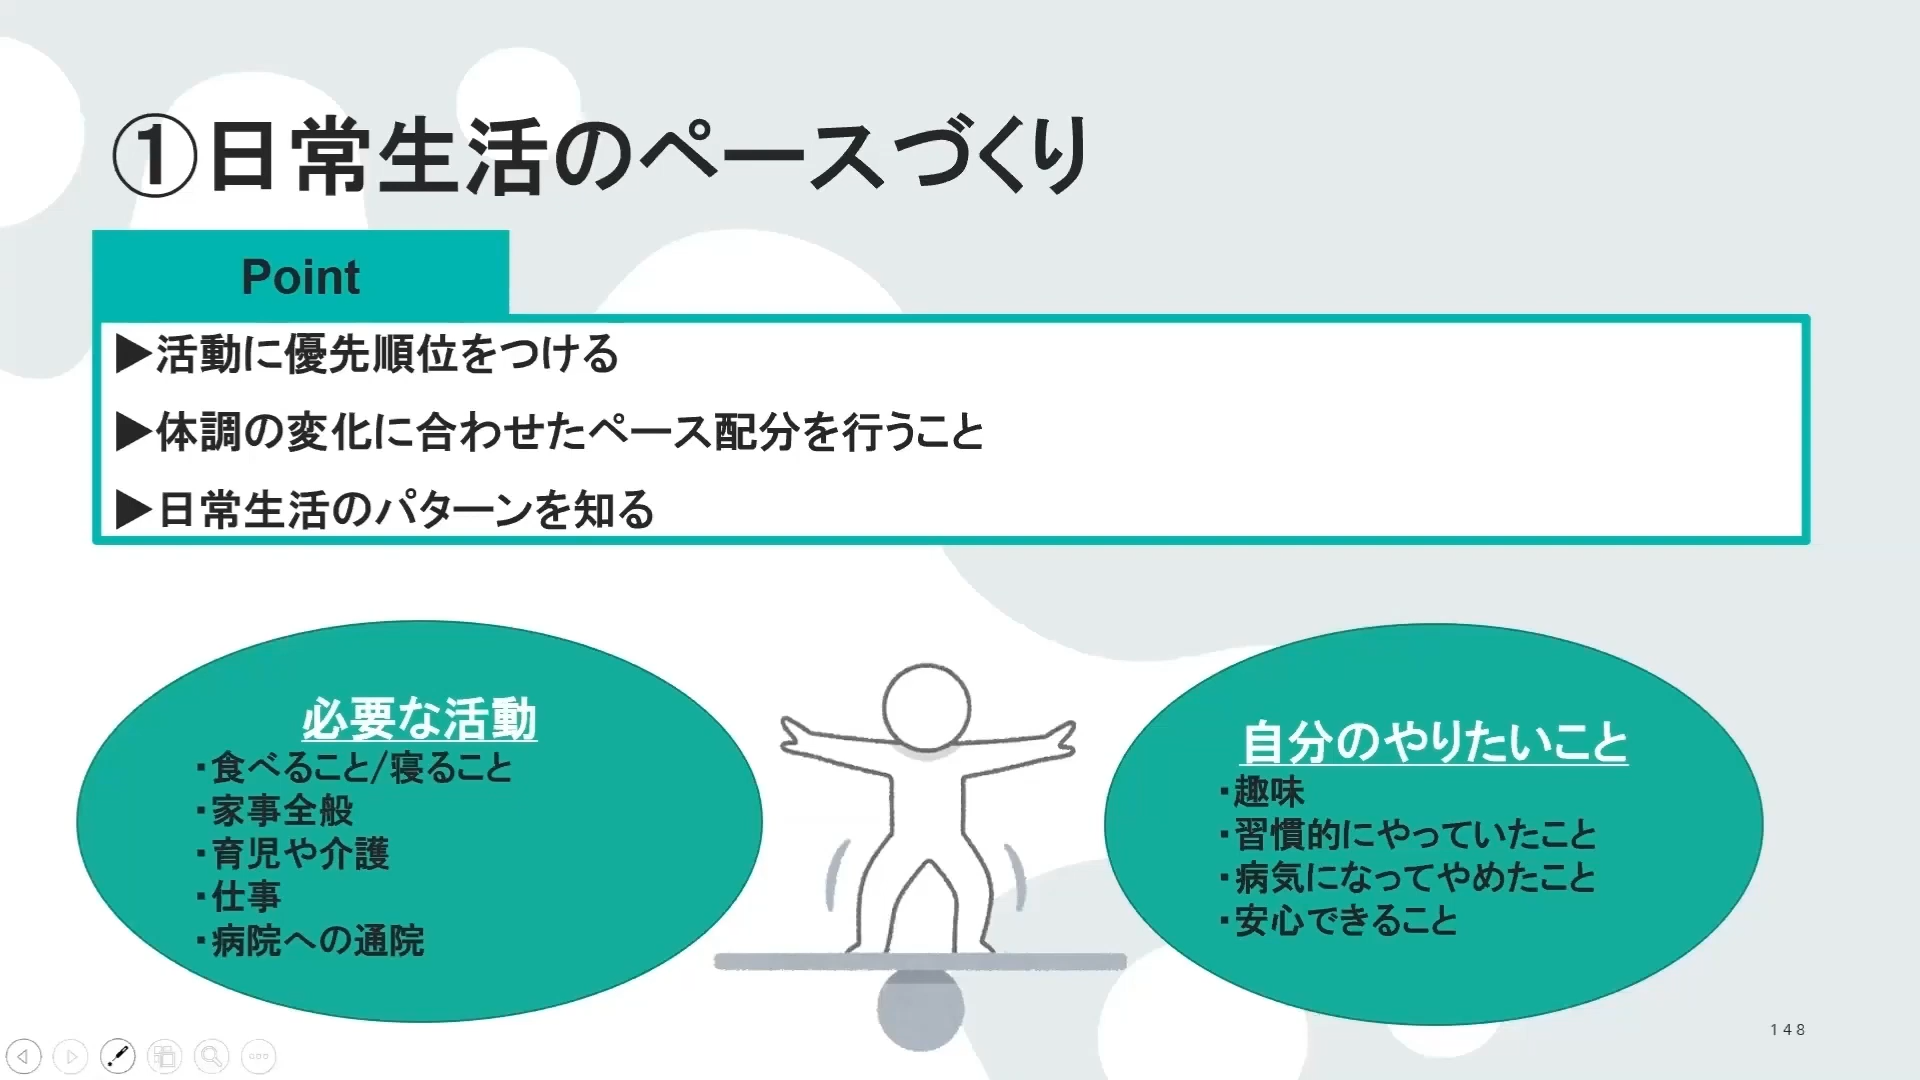 ①日常生活のペースづくり
Point
▶活動に優先順位をつける
▶体調の変化に合わせたペース配分を行うこと
▶日常生活のパターンを知る
必要な活動
・食べること/寝ること
・家事全般
・育児や介護
・仕事
・病院への通院
自分のやりたいこと
・趣味
・習慣的にやっていたこと
・病気になってやめたこと
・安心できること
148